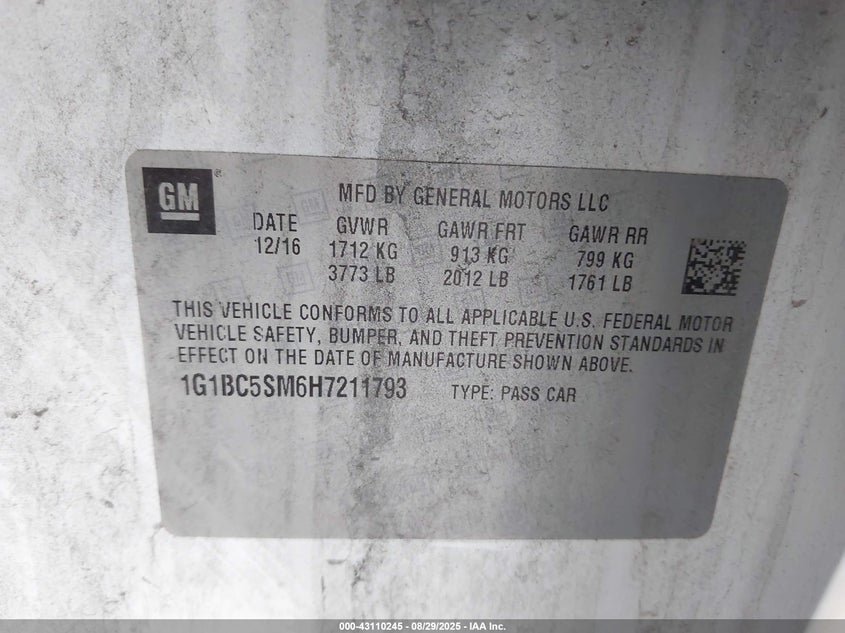 GM
MFD BY GENERAL MOTORS LLC
DATE GVWR GAWR FRT GAWR RR
12/16 1712 KG 913 KG 799 KG
3773 LB 2012 LB 1761 LB
THIS VEHICLE CONFORMS TO ALL APPLICABLE U.S. FEDERAL MOTOR
VEHICLE SAFETY, BUMPER, AND THEFT PREVENTION STANDARDS IN
EFFECT ON THE DATE OF MANUFACTURE SHOWN ABOVE.
1G1BC5SM6H7211793 TYPE: PASS CAR
000-43110245 - 08/29/2025 - IAA Inc.